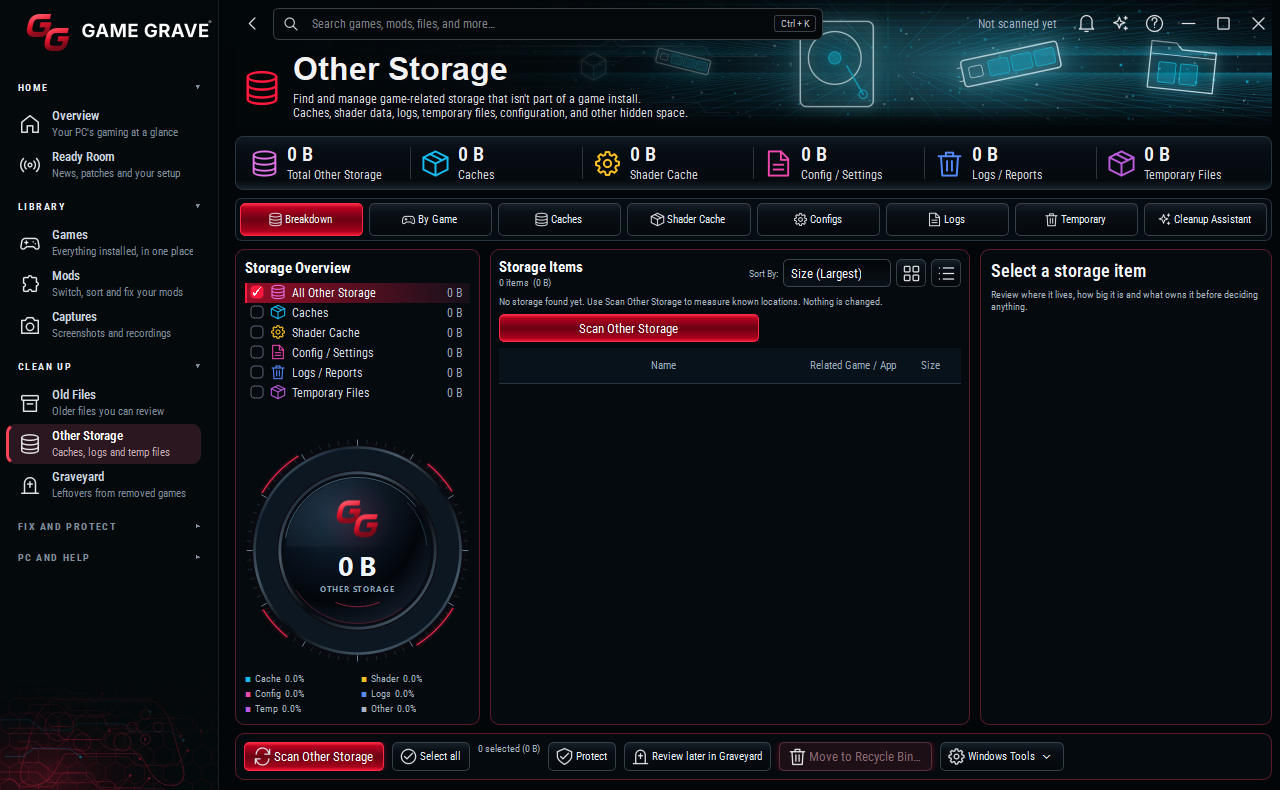 GAME GRAVE
Search games, mods, files, and more...
Ctrl + K
Not scanned yet
Other Storage
Find and manage game-related storage that isn't part of a game install.
Caches, shader data, logs, temporary files, configuration, and other hidden space.
HOME
Overview
Your PC's gaming at a glance
Ready Room
News, patches and your setup
LIBRARY
Games
Everything installed, in one place
Mods
Switch, sort and fix your mods
Captures
Screenshots and recordings
CLEAN UP
Old Files
Older files you can review
Other Storage
Caches, logs and temp files
Graveyard
Leftovers from removed games
FIX AND PROTECT
PC AND HELP
0 B
Total Other Storage
0 B
Caches
0 B
Shader Cache
0 B
Config / Settings
0 B
Logs / Reports
0 B
Temporary Files
Breakdown
By Game
Caches
Shader Cache
Configs
Logs
Temporary
Cleanup Assistant
Storage Overview
All Other Storage 0 B
Caches 0 B
Shader Cache 0 B
Config / Settings 0 B
Logs / Reports 0 B
Temporary Files 0 B
GG
0 B
OTHER STORAGE
Cache 0.0%
Shader 0.0%
Config 0.0%
Logs 0.0%
Temp 0.0%
Other 0.0%
Storage Items
0 items (0 B)
Sort By:
Size (Largest)
No storage found yet. Use Scan Other Storage to measure known locations. Nothing is changed.
Scan Other Storage
Name
Related Game / App
Size
Select a storage item
Review where it lives, how big it is and what owns it before deciding
anything.
Scan Other Storage
Select all
0 selected (0 B)
Protect
Review later in Graveyard
Move to Recycle Bin...
Windows Tools